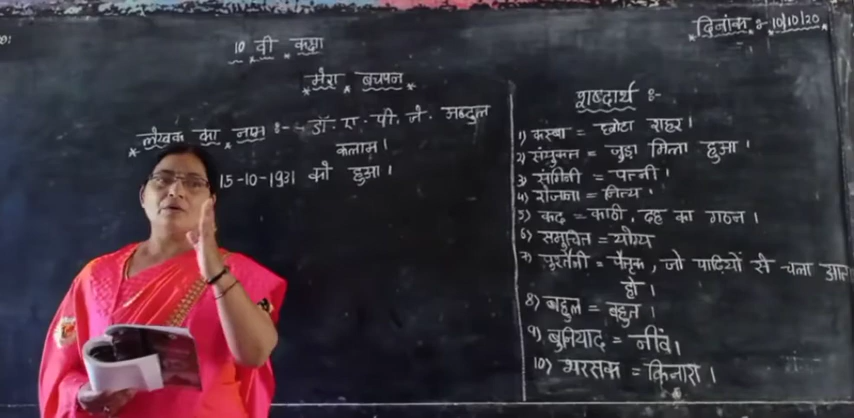 दिनांक :- 10/10/20
10 वी कक्षा
मेरा बचपन
लेखक का नाम :- - डॉ. ए. पी. जे. अब्दुल
कलाम।
15-10-1931 को हुआ।
शब्दार्थ :-
1) कस्बा = छोटा शहर।
2) संयुक्त = जुड़ा मिला हुआ।
3) संगिनी = पत्नी।
4) रोजाना = नित्य।
5) कद = काठी, देह का गठन।
6) समुचित = योग्य
7) पुश्तैनी = पैतृक, जो पीढियों से चला आत
हो।
8) बहुल = बहुत।
9) बुनियाद = नींव।
10) भरसक = किनारा।